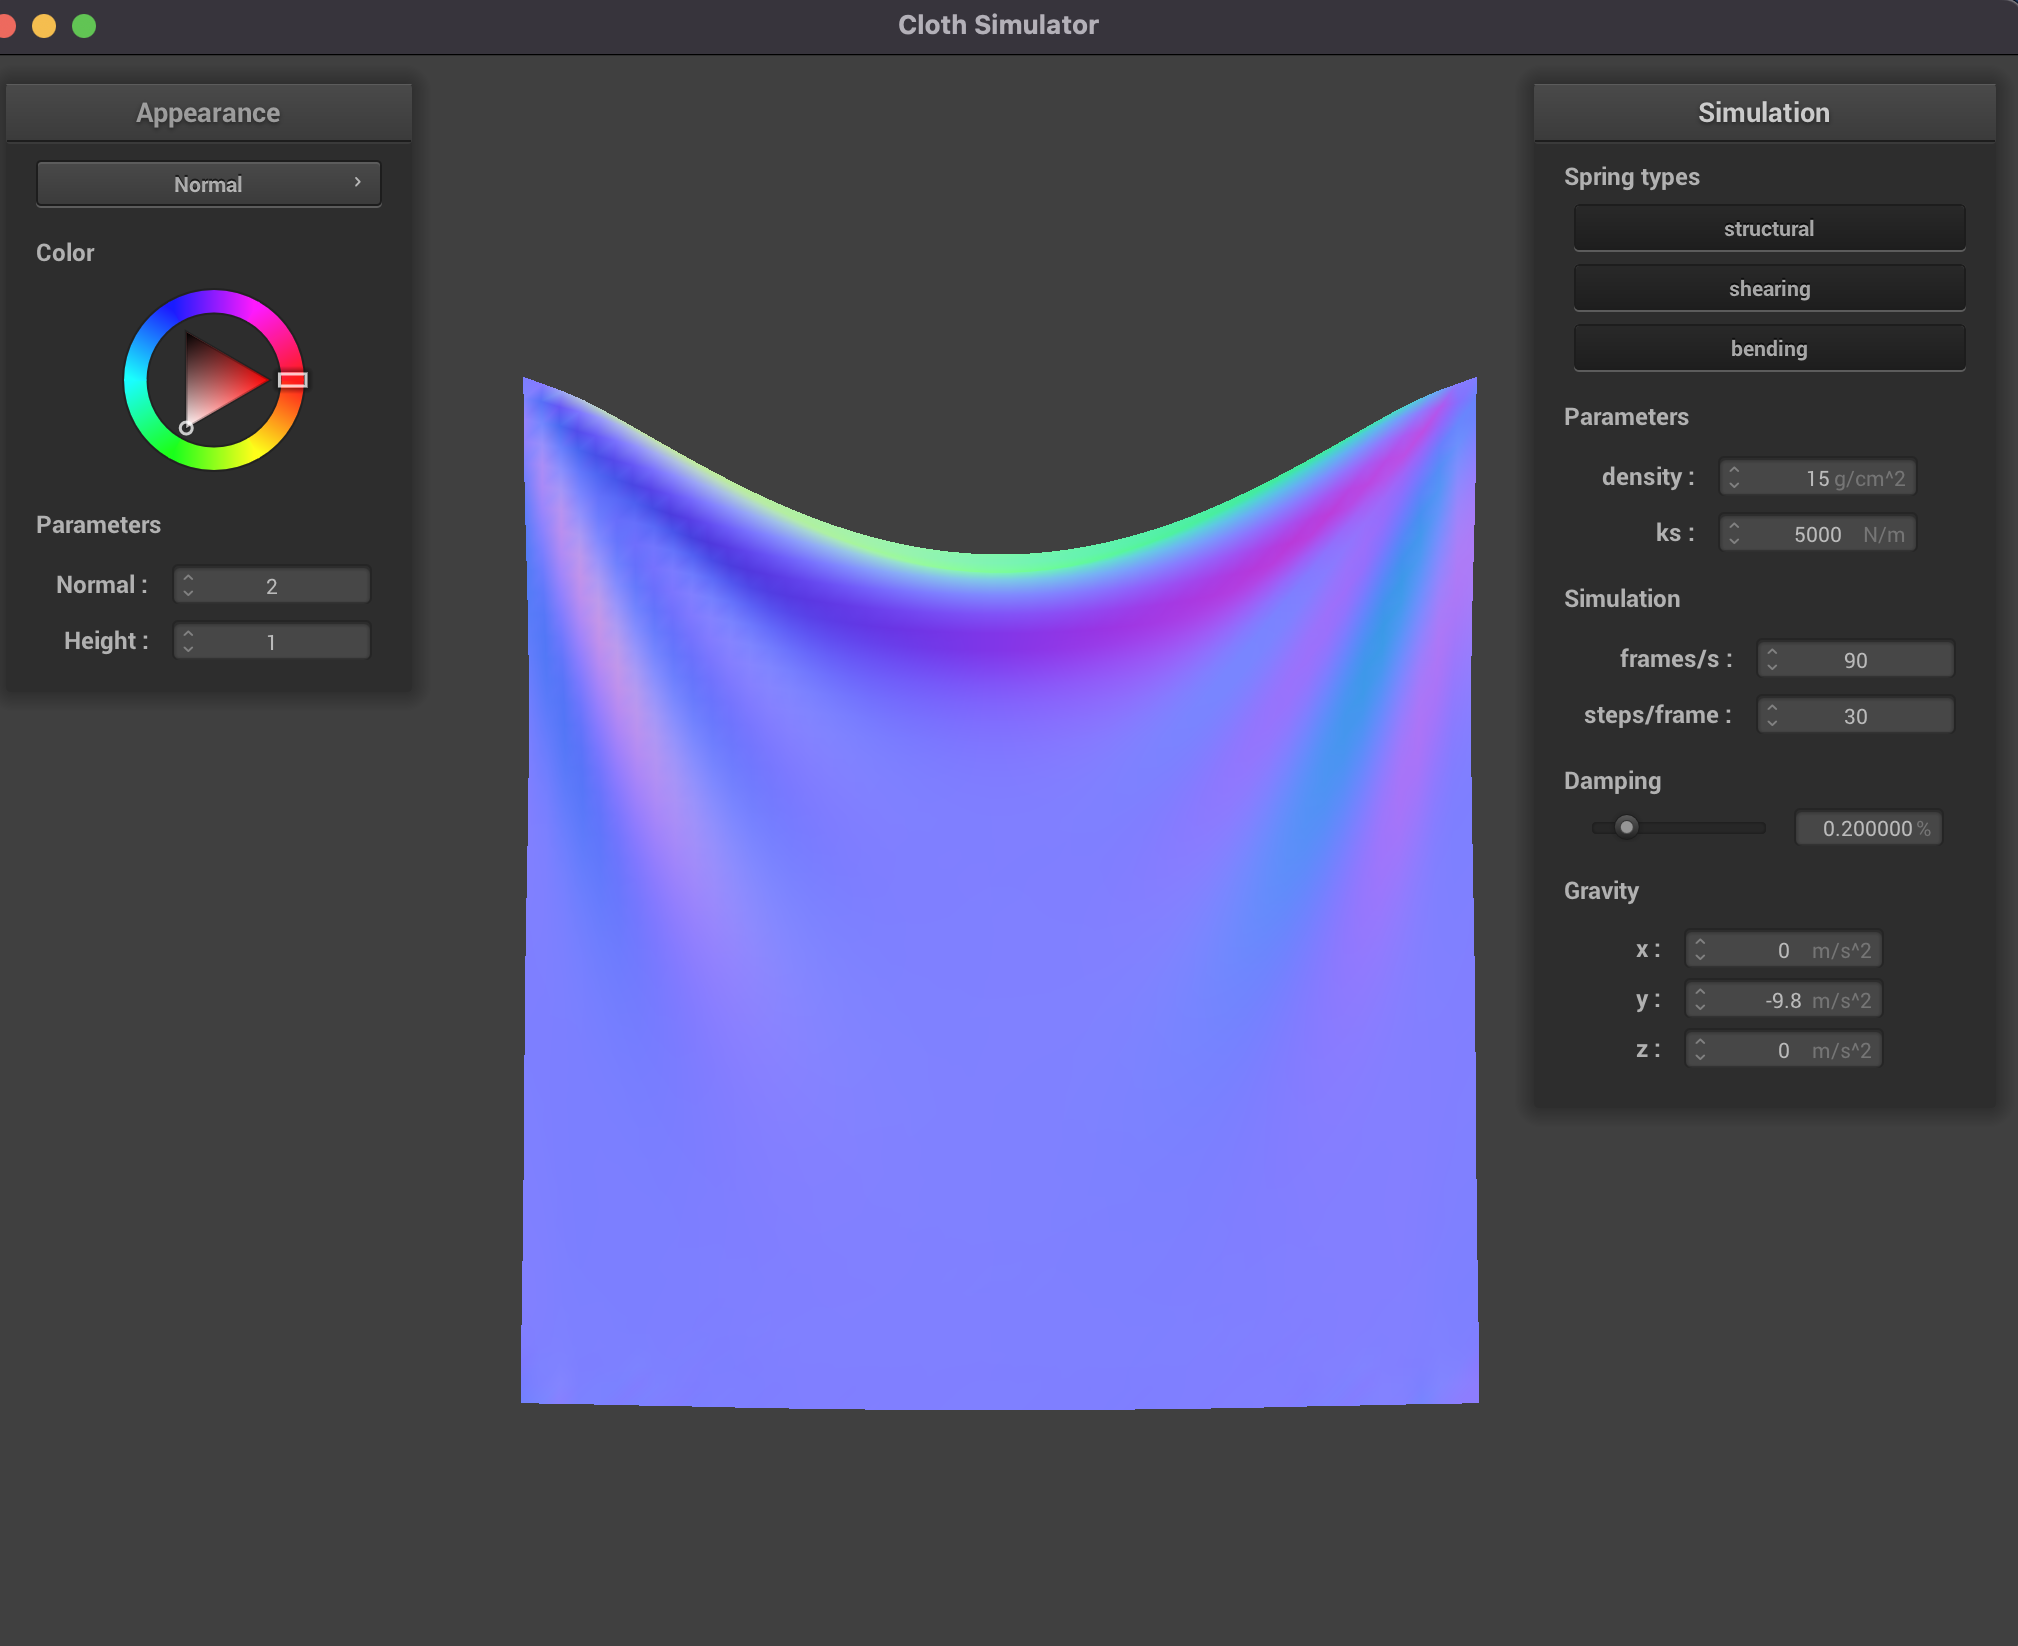 Cloth Simulator
Appearance
Normal
Color
Parameters
Normal : 2
Height : 1
Simulation
Spring types
structural
shearing
bending
Parameters
density : 15 g/cm^2
ks : 5000 N/m
Simulation
frames/s : 90
steps/frame : 30
Damping
0.200000 %
Gravity
x : 0 m/s^2
y : -9.8 m/s^2
z : 0 m/s^2